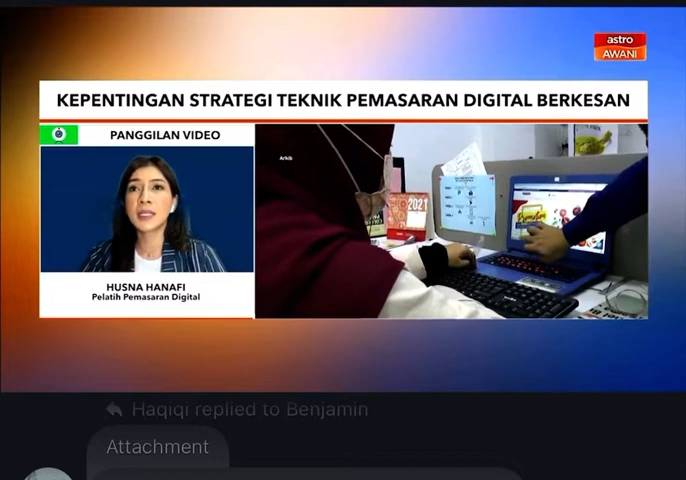 astro
AWANI
KEPENTINGAN STRATEGI TEKNIK PEMASARAN DIGITAL BERKESAN
PANGGILAN VIDEO
Arkib
2021
HUSNA HANAFI
Pelatih Pemasaran Digital
Haqiqi replied to Benjamin
Attachment